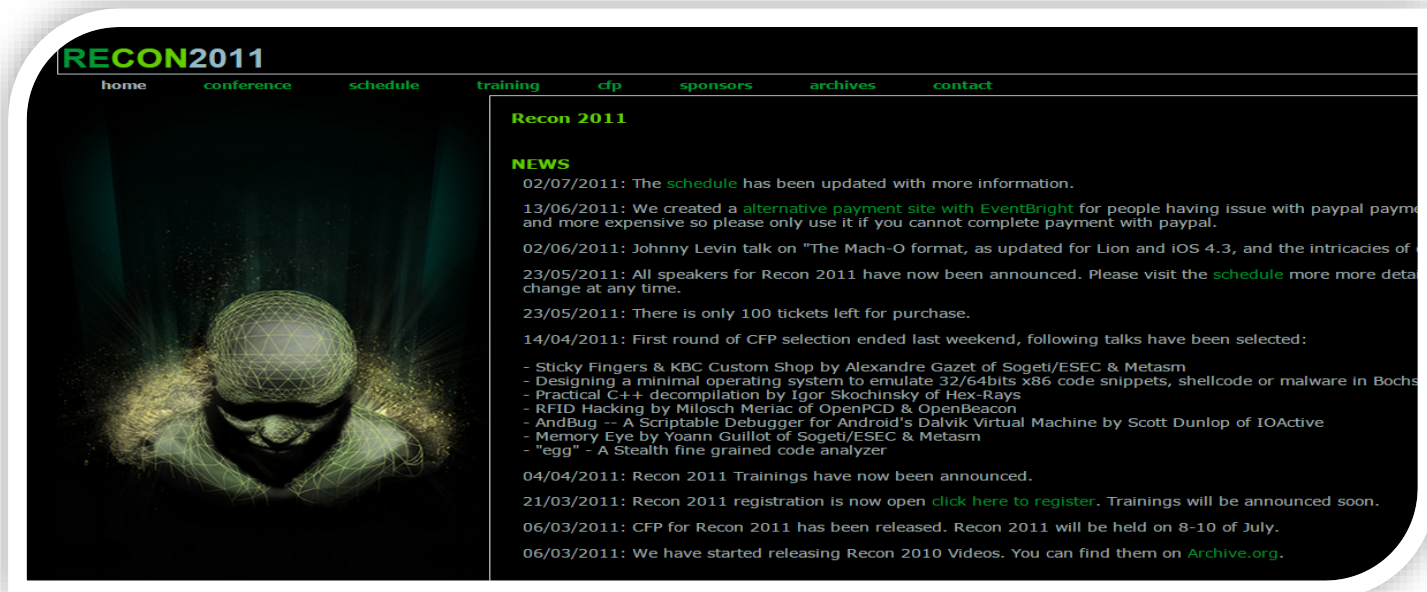 RECON2011
home conference schedule training cfp sponsors archives contact
Recon 2011
NEWS
02/07/2011: The schedule has been updated with more information.
13/06/2011: We created a alternative payment site with EventBright for people having issue with paypal
and more expensive so please only use it if you cannot complete payment with paypal.
02/06/2011: Johnny Levin talk on "The Mach-O format, as updated for Lion and iOS 4.3, and the intricacies of
23/05/2011: All speakers for Recon 2011 have now been announced. Please visit the schedule more more
change at any time.
23/05/2011: There is only 100 tickets left for purchase.
14/04/2011: First round of CFP selection ended last weekend, following talks have been selected:
- Sticky Fingers & KBC Custom Shop by Alexandre Gazet of Sogeti/ESEC & Metasm
- Designing a minimal operating system to emulate 32/64bits x86 code snippets, shellcode or malware in Bochs
- Practical C++ decompilation by Igor Skochinsky of Hex-Rays
- RFID Hacking by Milosch Meriac of OpenPCD & OpenBeacon
- AndBug -- A Scriptable Debugger for Android's Dalvik Virtual Machine by Scott Dunlop of IOActive
- Memory Eye by Yoann Guillot of Sogeti/ESEC & Metasm
- "egg" - A Stealth fine grained code analyzer
04/04/2011: Recon 2011 Trainings have now been announced.
21/03/2011: Recon 2011 registration is now open click here to register. Trainings will be announced soon.
06/03/2011: CFP for Recon 2011 has been released. Recon 2011 will be held on 8-10 of July.
06/03/2011: We have started releasing Recon 2010 Videos. You can find them on Archive.org.